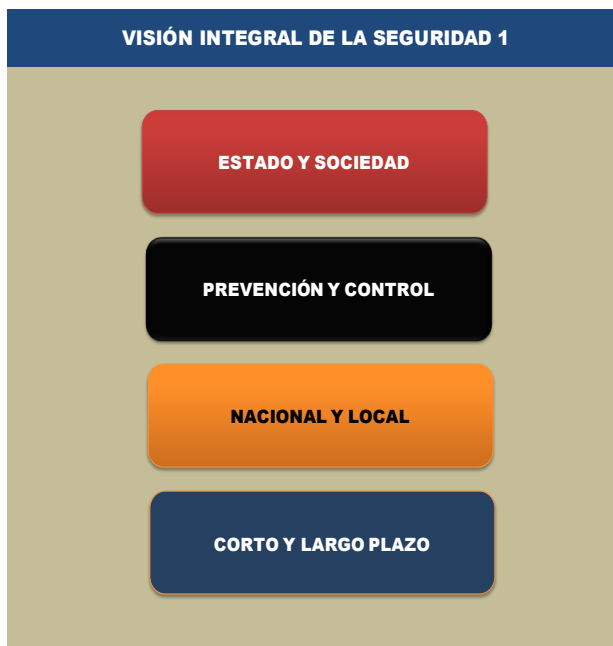 VISIÓN INTEGRAL DE LA SEGURIDAD 1
ESTADO Y SOCIEDAD
PREVENCIÓN Y CONTROL
NACIONAL Y LOCAL
CORTO Y LARGO PLAZO